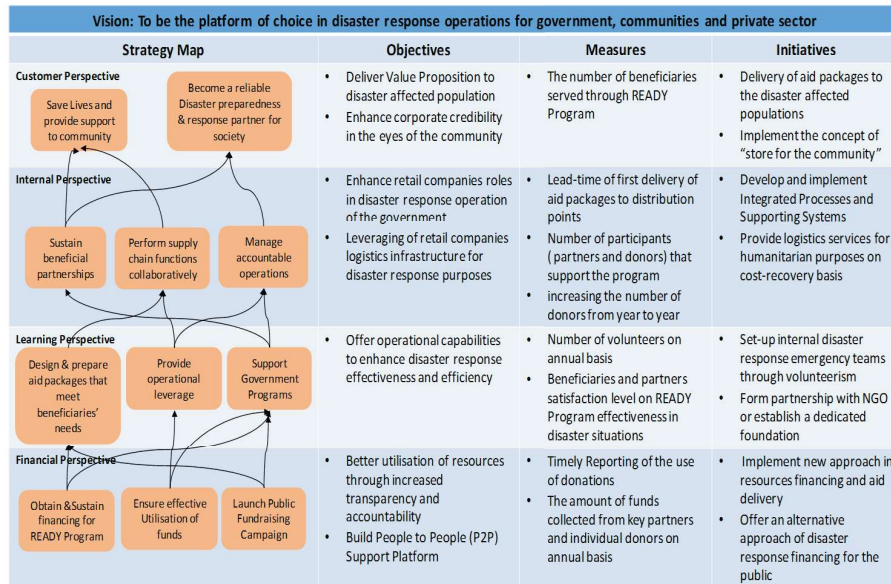 Vision: To be the platform of choice in disaster response operations for government, communities and private sector
Strategy Map
Objectives
Measures
Initiatives
Customer Perspective
Save Lives and
provide support
to community
Become a reliable
Disaster preparedness
& response partner for
society
• Deliver Value Proposition to
disaster affected population
• Enhance corporate credibility
in the eyes of the community
• The number of beneficiaries
served through READY
Program
• Delivery of aid packages to
the disaster affected
populations
• Implement the concept of
“store for the community”
Internal Perspective
Sustain
beneficial
partnerships
Perform supply
chain functions
collaboratively
Manage
accountable
operations
• Enhance retail companies roles
in disaster response operation
of the government
• Leveraging of retail companies
logistics infrastructure for
disaster response purposes
• Lead-time of first delivery of
aid packages to distribution
points
• Number of participants
( partners and donors) that
support the program
• increasing the number of
donors from year to year
• Develop and implement
Integrated Processes and
Supporting Systems
• Provide logistics services for
humanitarian purposes on
cost-recovery basis
Learning Perspective
Design & prepare
aid packages that
meet
beneficiaries’
needs
Provide
operational
leverage
Support
Government
Programs
• Offer operational capabilities
to enhance disaster response
effectiveness and efficiency
• Number of volunteers on
annual basis
• Beneficiaries and partners
satisfaction level on READY
Program effectiveness in
disaster situations
• Set-up internal disaster
response emergency teams
through volunteerism
• Form partnership with NGO
or establish a dedicated
foundation
Financial Perspective
Obtain &Sustain
financing for
READY Program
Ensure effective
Utilisation of
funds
Launch Public
Fundraising
Campaign
• Better utilisation of resources
through increased
transparency and
accountability
• Build People to People (P2P)
Support Platform
• Timely Reporting of the use
of donations
• The amount of funds
collected from key partners
and individual donors on
annual basis
• Implement new approach in
resources financing and aid
delivery
• Offer an alternative
approach of disaster
response financing for the
public